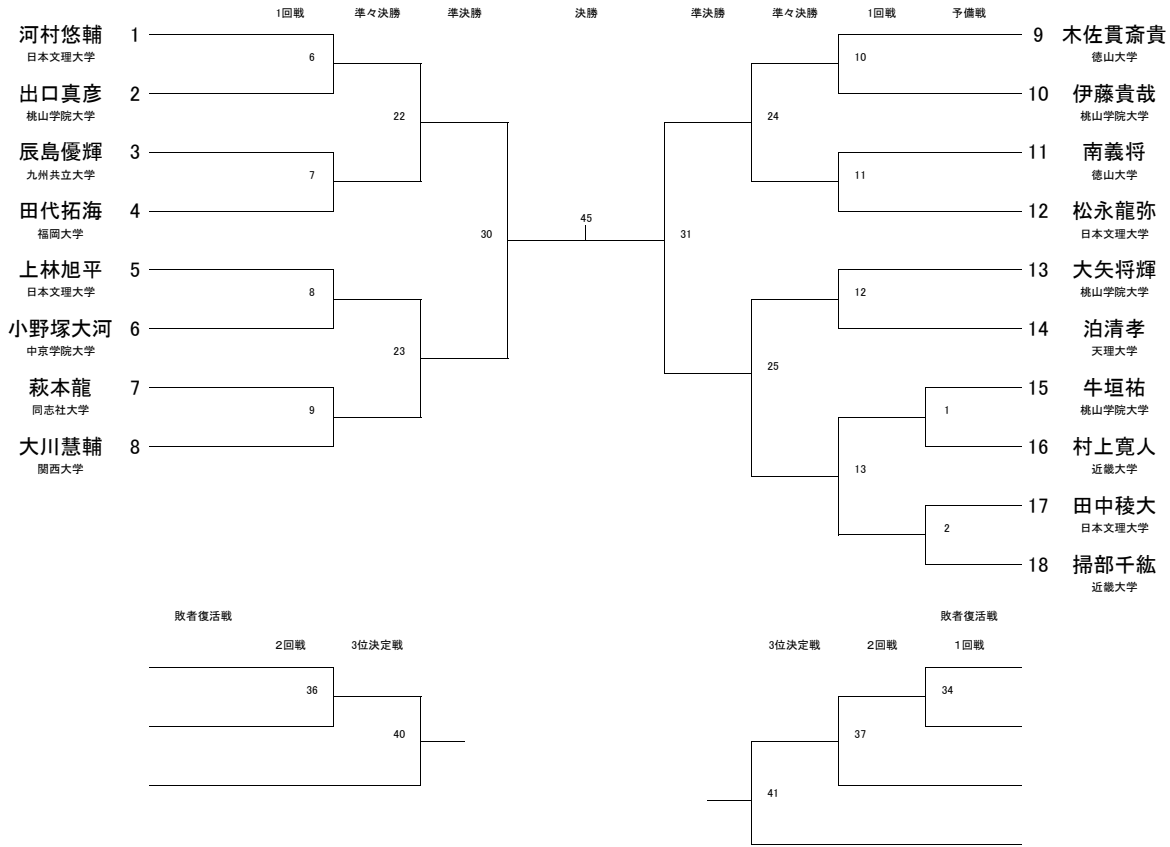 1回戦 準々決勝 準決勝 決勝 準決勝 準々決勝 1回戦 予備戦
河村悠輔 1
日本文理大学
6
出口真彦 2
桃山学院大学
22
辰島優輝 3
九州共立大学
7
田代拓海 4
福岡大学
30
上林旭平 5
日本文理大学
8
小野塚大河 6
中京学院大学
23
萩本龍 7
同志社大学
9
大川慧輔 8
関西大学
45
9 木佐貫斎貴
徳山大学
10
10 伊藤貴哉
桃山学院大学
24
11 南義将
徳山大学
11
12 松永龍弥
日本文理大学
31
13 大矢将輝
桃山学院大学
12
14 泊清孝
天理大学
25
15 牛垣祐
桃山学院大学
1
16 村上寛人
近畿大学
13
17 田中稜大
日本文理大学
2
18 掃部千紘
近畿大学
敗者復活戦
2回戦 3位決定戦
36
40
敗者復活戦
3位決定戦 2回戦 1回戦
34
37
41